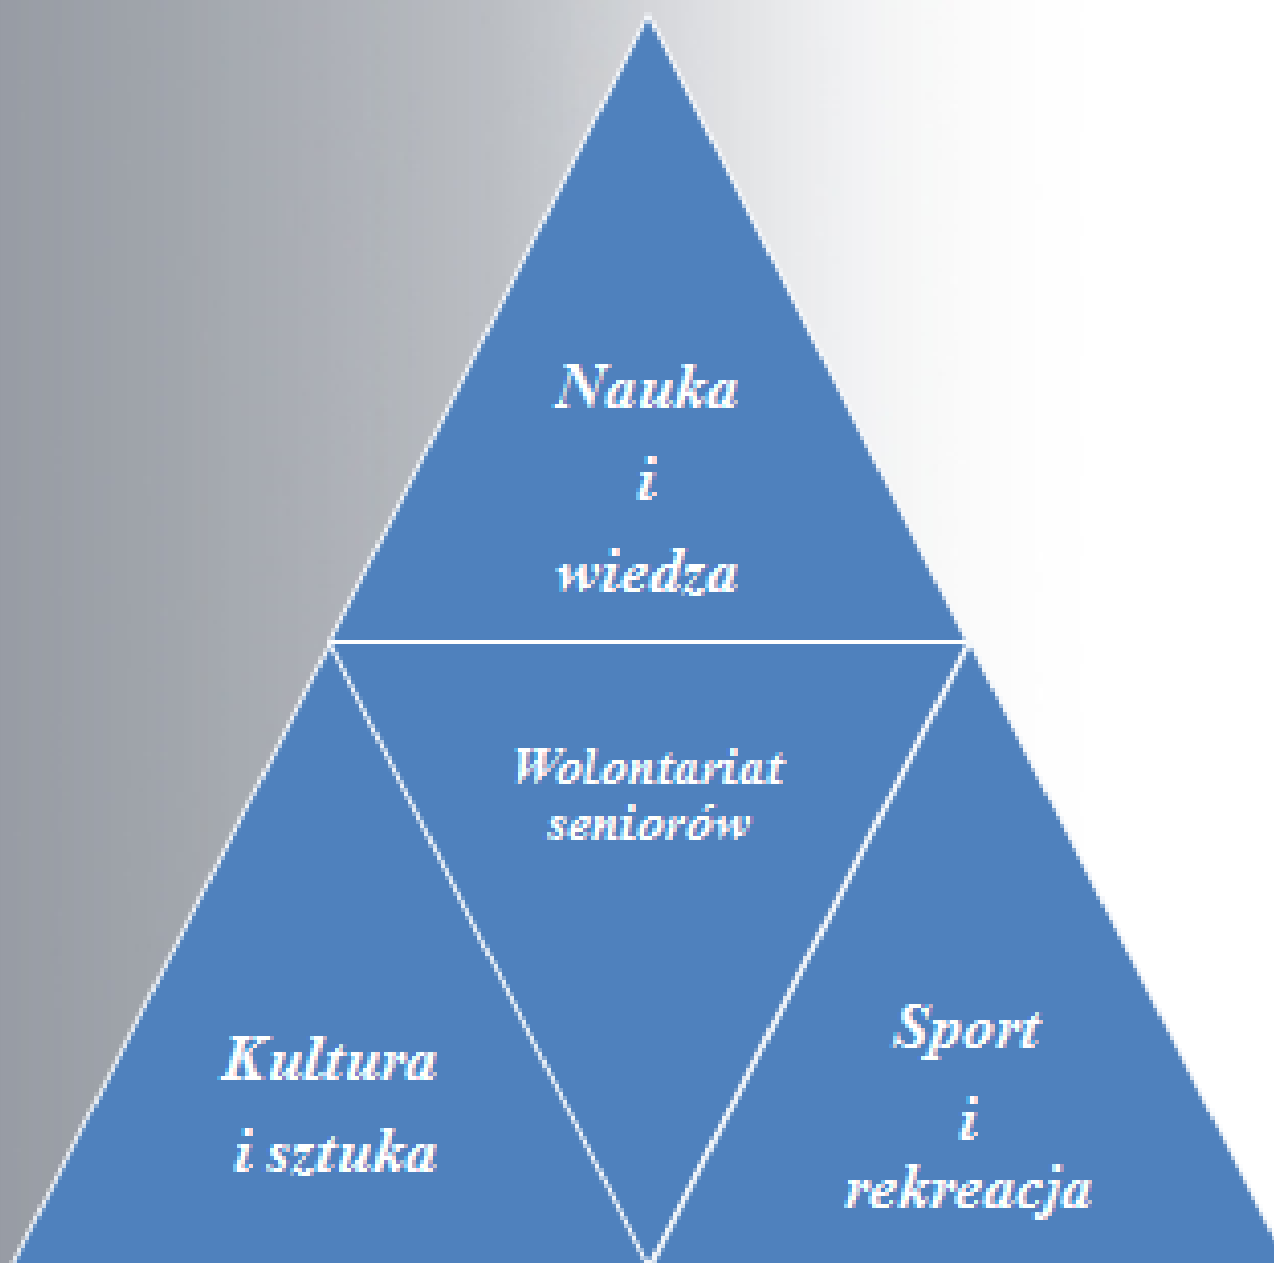 Nauka
i
wiedza
Wolontariat
seniorów
Kultura
i sztuka
Sport
i
rekreacja